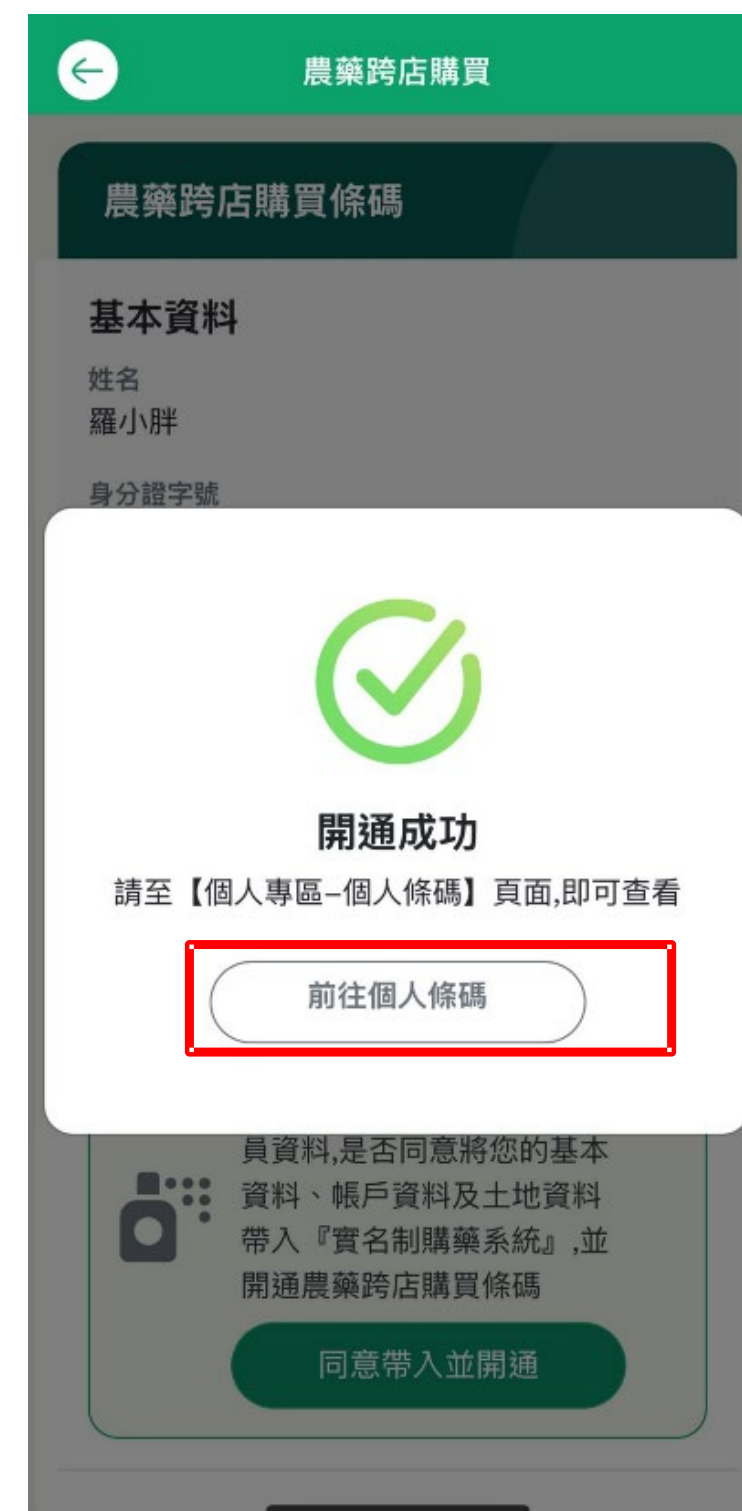 農藥跨店購買
農藥跨店購買條碼
基本資料
姓名
羅小胖
身分證字號
開通成功
請至【個人專區–個人條碼】頁面,即可查看
前往個人條碼
員資料,是否同意將您的基本
資料、帳戶資料及土地資料
帶入『實名制購藥系統』,並
開通農藥跨店購買條碼
同意帶入並開通